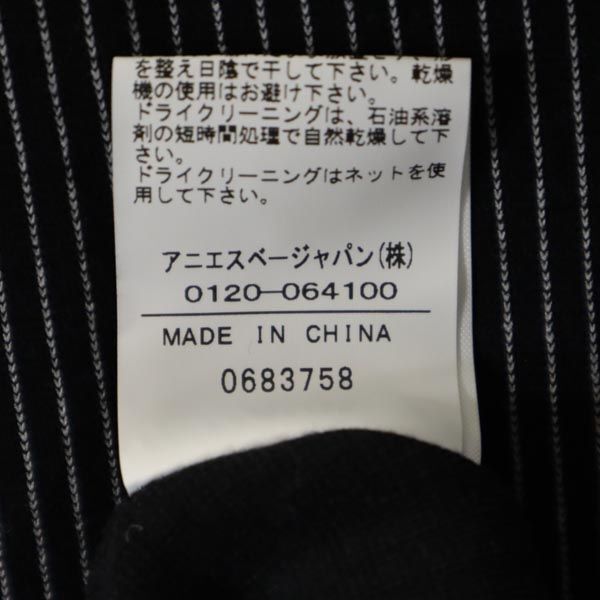 を整え日陰で干して下さい。乾燥
機の使用はお避け下さい。
ドライクリーニングは、石油系溶
剤の短時間処理で自然乾燥して下
さい。
ドライクリーニングはネットを使
用して下さい。
アニエスベージャパン(株)
0120-064100
MADE IN CHINA
0683758